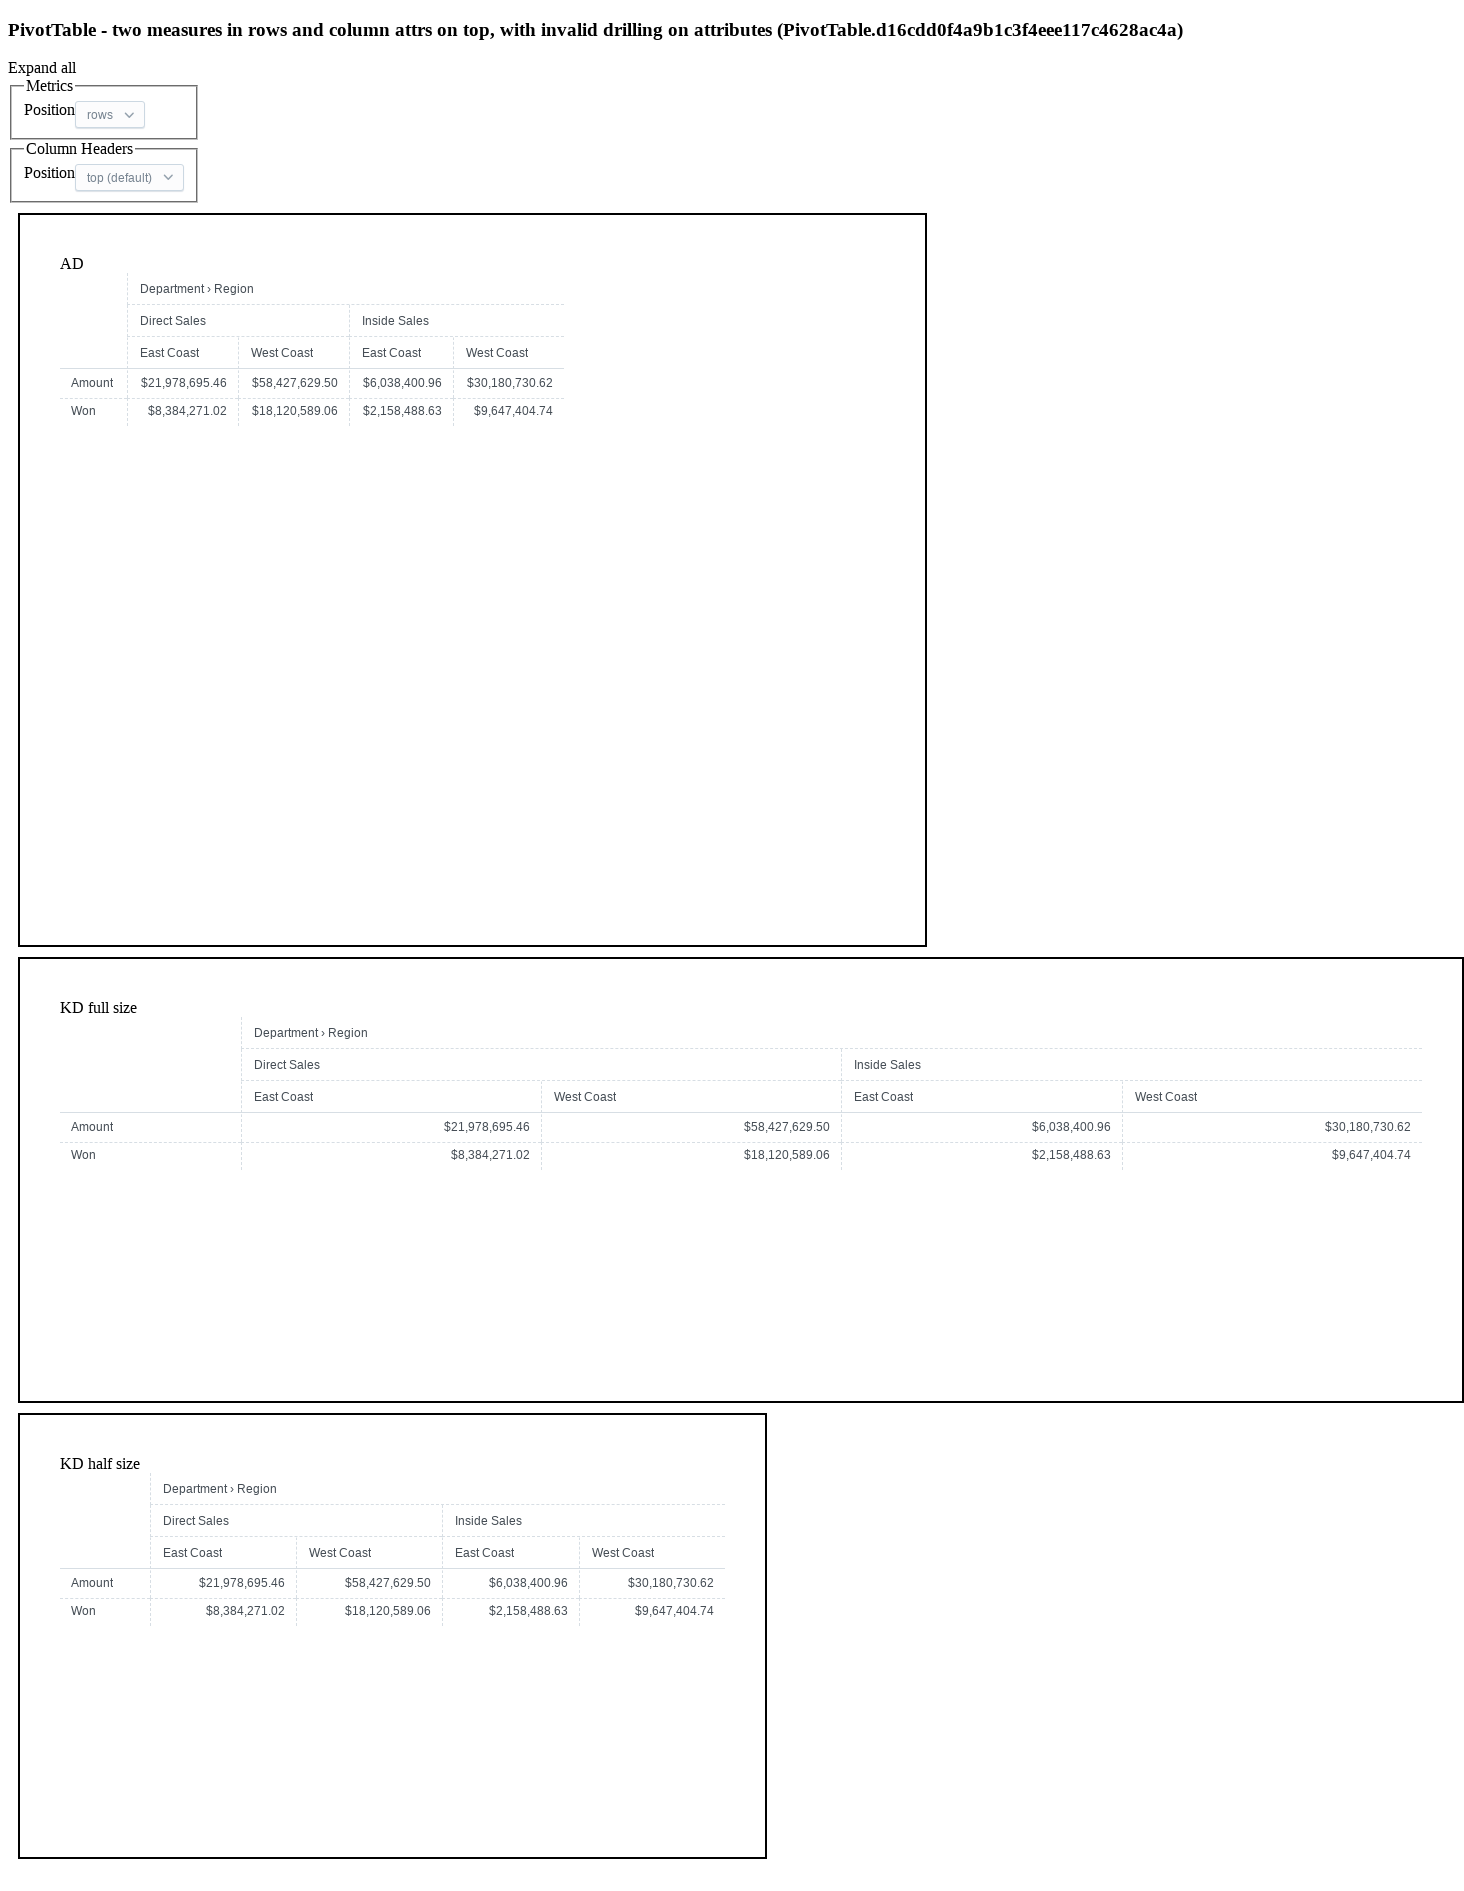 PivotTable - two measures in rows and column attrs on top, with invalid drilling on attributes (PivotTable.d16cdd0f4a9b1c3f4eee117c4628ac4a)
Expand all
Metrics
Position rows
Column Headers
Position top (default)
AD
Department › Region
Direct Sales Inside Sales
East Coast West Coast East Coast West Coast
Amount $21,978,695.46 $58,427,629.50 $6,038,400.96 $30,180,730.62
Won $8,384,271.02 $18,120,589.06 $2,158,488.63 $9,647,404.74
KD full size
Department › Region
Direct Sales Inside Sales
East Coast West Coast East Coast West Coast
Amount $21,978,695.46 $58,427,629.50 $6,038,400.96 $30,180,730.62
Won $8,384,271.02 $18,120,589.06 $2,158,488.63 $9,647,404.74
KD half size
Department › Region
Direct Sales Inside Sales
East Coast West Coast East Coast West Coast
Amount $21,978,695.46 $58,427,629.50 $6,038,400.96 $30,180,730.62
Won $8,384,271.02 $18,120,589.06 $2,158,488.63 $9,647,404.74